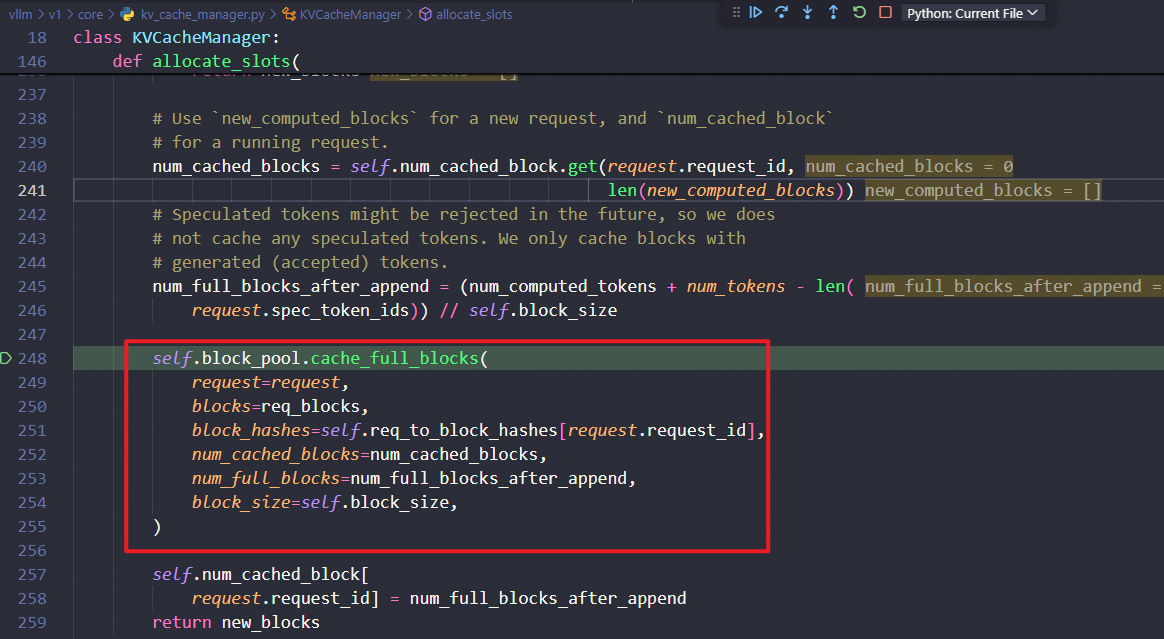 vllm > v1 > core > kv_cache_manager.py > KVCacheManager > allocate_slots
Python: Current File
18 class KVCacheManager:
146 def allocate_slots(
237
238 # Use `new_computed_blocks` for a new request, and `num_cached_block`
239 # for a running request.
240 num_cached_blocks = self.num_cached_block.get(request.request_id, num_cached_blocks = 0
241 len(new_computed_blocks)) new_computed_blocks = []
242 # Speculated tokens might be rejected in the future, so we does
243 # not cache any speculated tokens. We only cache blocks with
244 # generated (accepted) tokens.
245 num_full_blocks_after_append = (num_computed_tokens + num_tokens - len( num_full_blocks_after_append =
246 request.spec_token_ids)) // self.block_size
247
248 self.block_pool.cache_full_blocks(
249 request=request,
250 blocks=req_blocks,
251 block_hashes=self.req_to_block_hashes[request.request_id],
252 num_cached_blocks=num_cached_blocks,
253 num_full_blocks=num_full_blocks_after_append,
254 block_size=self.block_size,
255 )
256
257 self.num_cached_block[
258 request.request_id] = num_full_blocks_after_append
259 return new_blocks